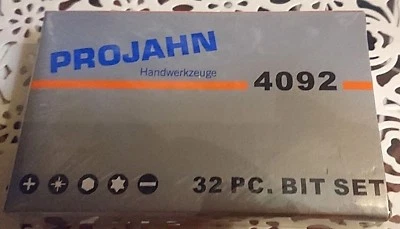 PROJAHN
Handwerkzeuge
4092
32 PC. BIT SET